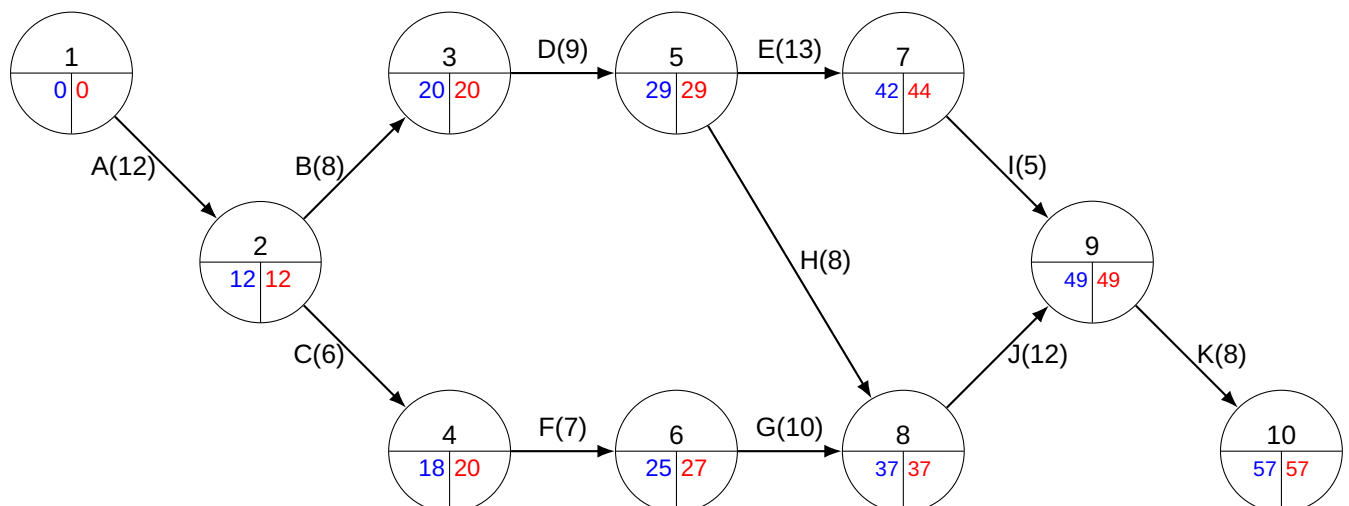 1
0 0
A(12)
2
12 12
B(8)
3
20 20
C(6)
4
18 20
D(9)
5
29 29
F(7)
6
25 27
E(13)
7
42 44
H(8)
G(10)
8
37 37
I(5)
J(12)
9
49 49
K(8)
10
57 57